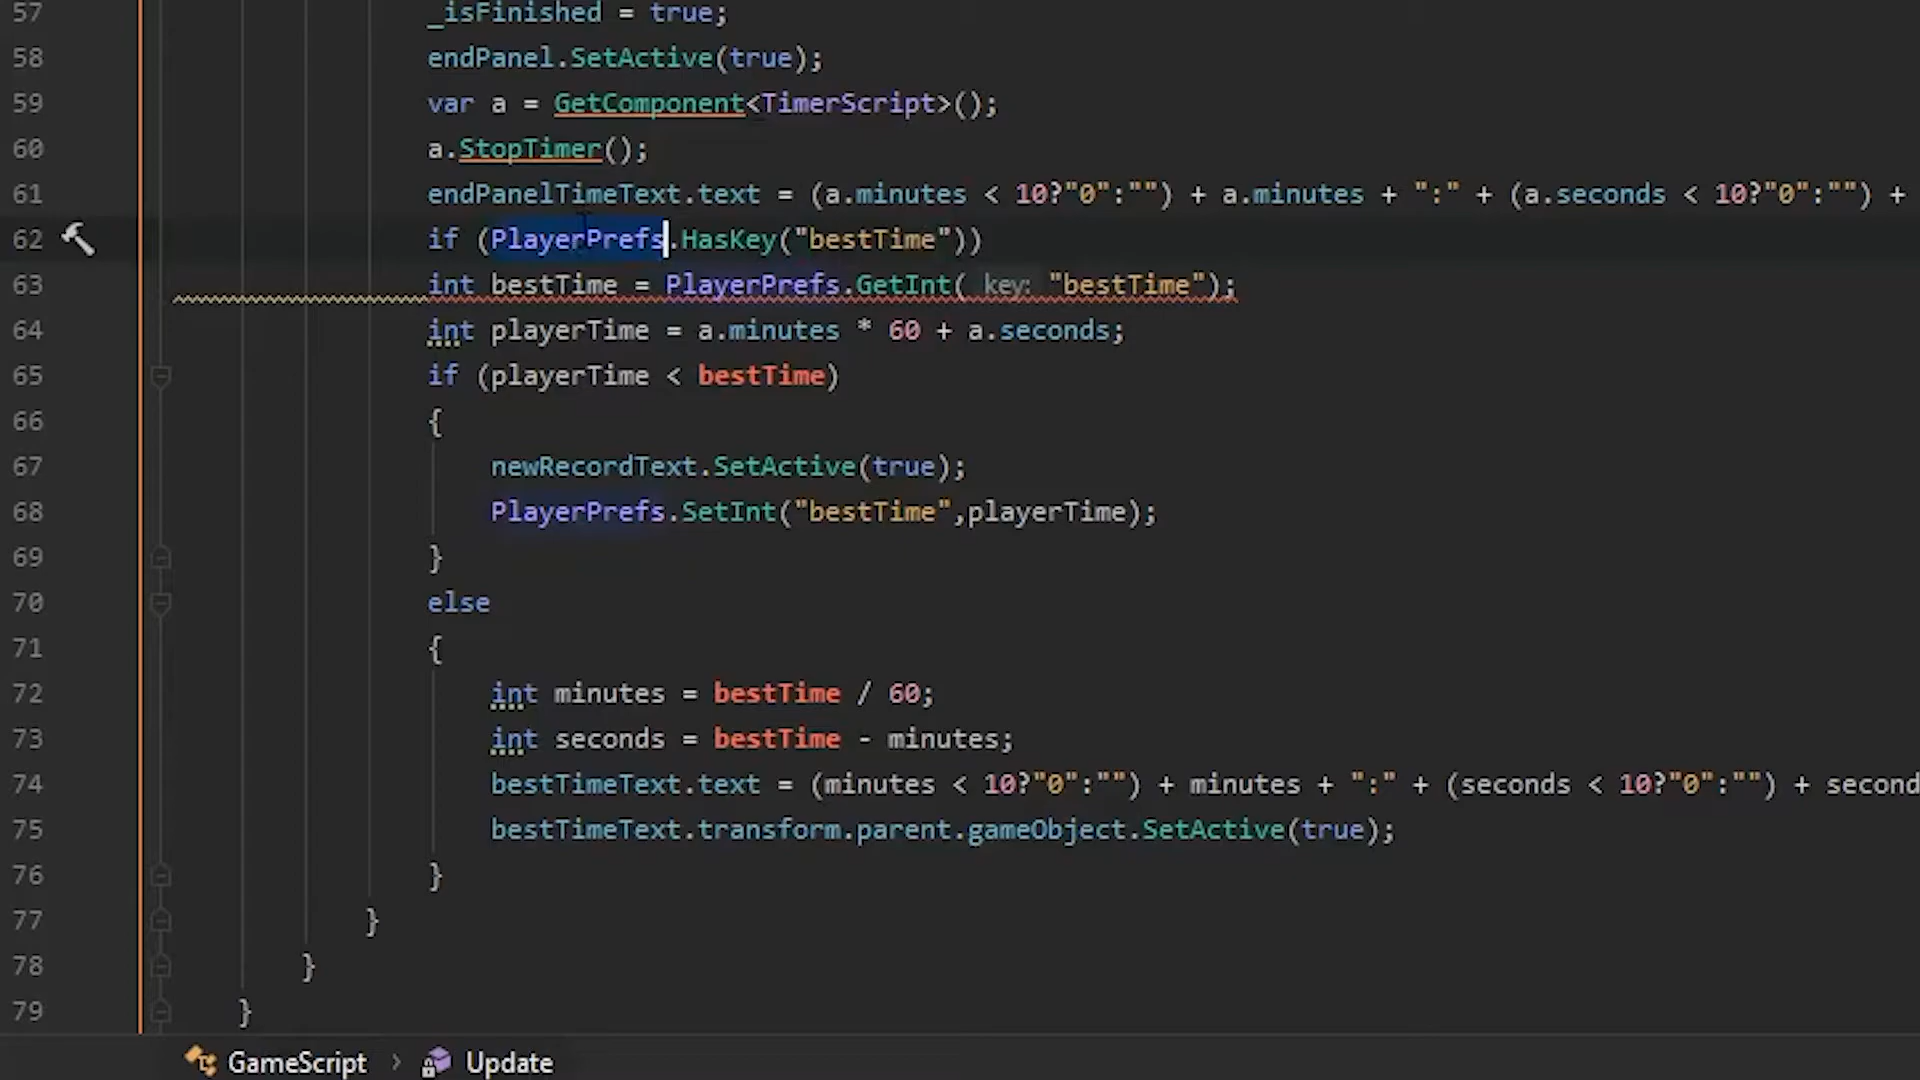 57 _isFinished = true;
58 endPanel.SetActive(true);
59 var a = GetComponent<TimerScript>();
60 a.StopTimer();
61 endPanelTimeText.text = (a.minutes < 10?"0":"") + a.minutes + ":" + (a.seconds < 10?"0":"") +
62 if (PlayerPrefs.HasKey("bestTime"))
63 int bestTime = PlayerPrefs.GetInt( key: "bestTime");
64 int playerTime = a.minutes * 60 + a.seconds;
65 if (playerTime < bestTime)
66 {
67 newRecordText.SetActive(true);
68 PlayerPrefs.SetInt("bestTime",playerTime);
69 }
70 else
71 {
72 int minutes = bestTime / 60;
73 int seconds = bestTime - minutes;
74 bestTimeText.text = (minutes < 10?"0":"") + minutes + ":" + (seconds < 10?"0":"") + second
75 bestTimeText.transform.parent.gameObject.SetActive(true);
76 }
77 }
78 }
79 }
GameScript > Update